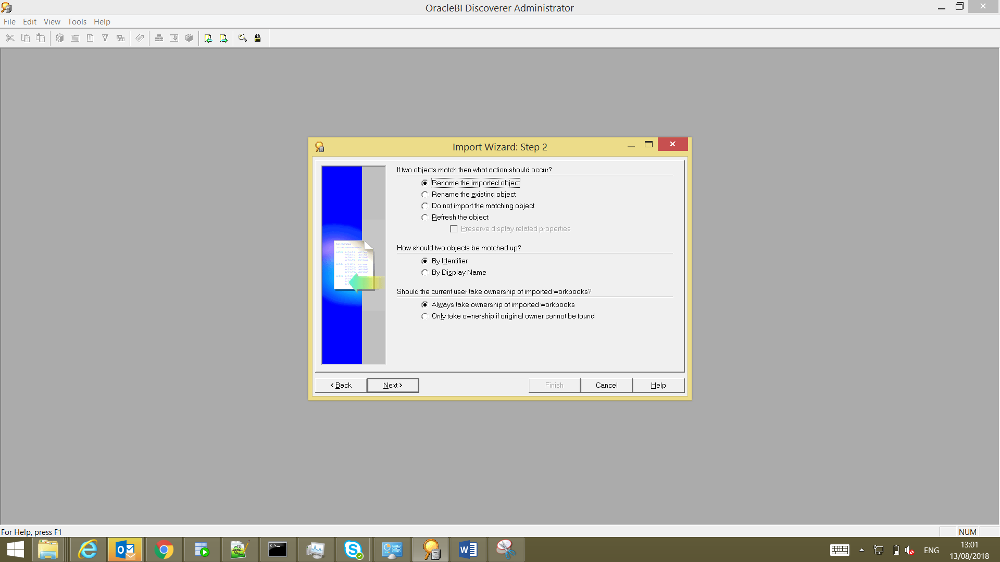 OracleBI Discoverer Administrator
File Edit View Tools Help
Import Wizard: Step 2
If two objects match then what action should occur?
Rename the imported object
Rename the existing object
Do not import the matching object
Refresh the object:
Preserve display related properties
How should two objects be matched up?
By Identifier
By Display Name
Should the current user take ownership of imported workbooks?
Always take ownership of imported workbooks
Only take ownership if original owner cannot be found
< Back Next > Finish Cancel Help
For Help, press F1 NUM
ENG
13:01
13/08/2018